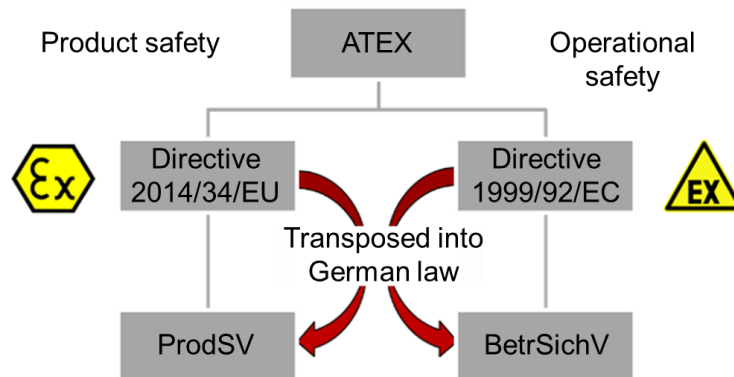 Product safety
ATEX
Operational
safety
εx
Directive
2014/34/EU
Directive
1999/92/EC
EX
Transposed into
German law
ProdSV
BetrSichV